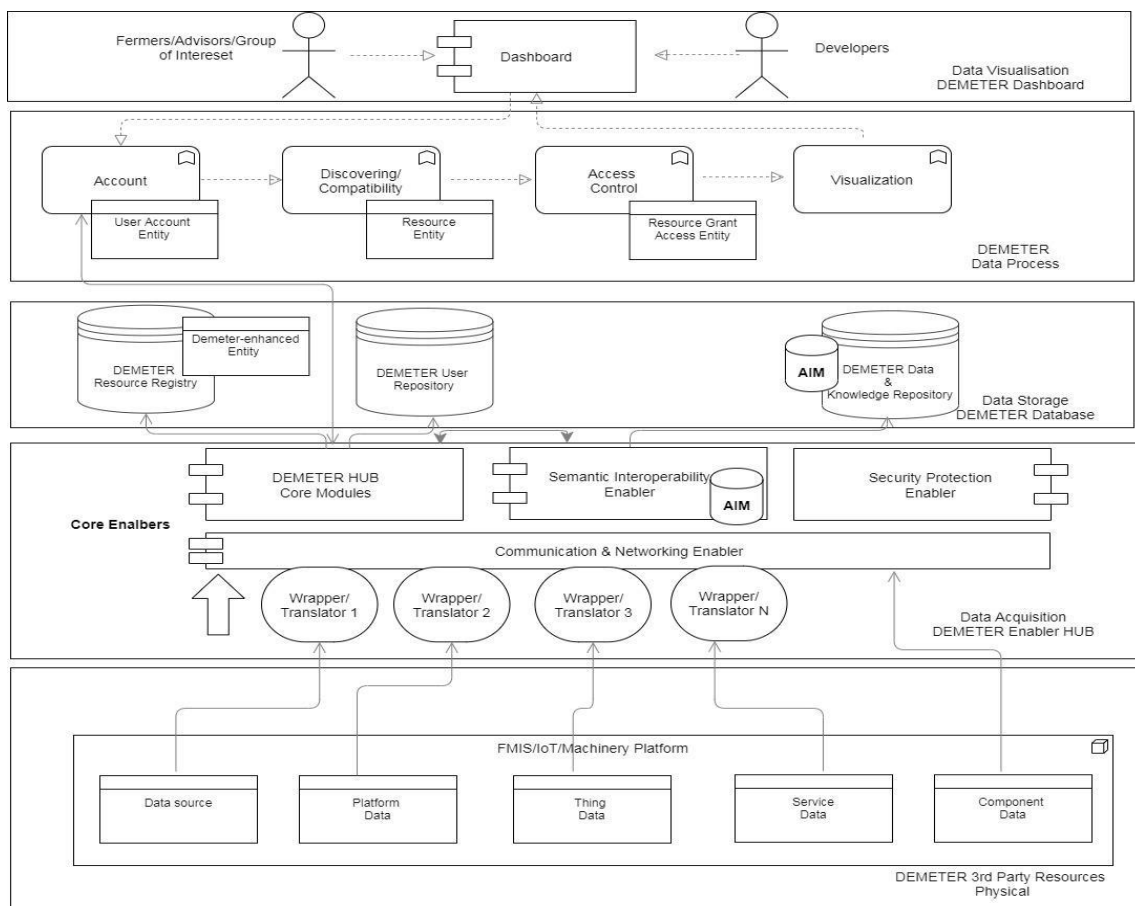 Fermers/Advisors/Group
of Intereset
Dashboard
Developers
Data Visualisation
DEMETER Dashboard
Account
User Account
Entity
Discovering/
Compatibility
Resource
Entity
Access
Control
Resource Grant
Access Entity
Visualization
DEMETER
Data Process
DEMETER
Resource Registry
Demeter-enhanced
Entity
DEMETER User
Repository
AIM
DEMETER Data
&
Knowledge Repository
Data Storage
DEMETER Database
DEMETER HUB
Core Modules
Semantic Interoperability
Enabler
AIM
Security Protection
Enabler
Core Enalbers
Communication & Networking Enabler
Wrapper/
Translator 1
Wrapper/
Translator 2
Wrapper/
Translator 3
Wrapper/
Translator N
Data Acquisition
DEMETER Enabler HUB
FMIS/IoT/Machinery Platform
Data source
Platform
Data
Thing
Data
Service
Data
Component
Data
DEMETER 3rd Party Resources
Physical